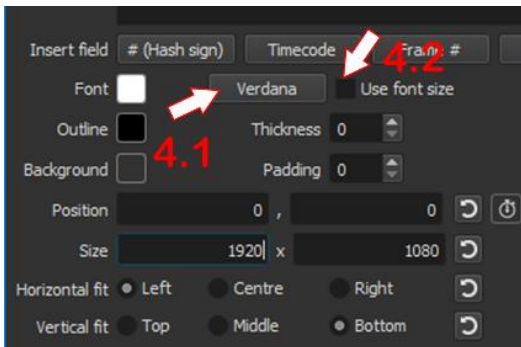 Insert field # (Hash sign) Timecode Frame #
4.2
Font Verdana Use font size
Outline Thickness 0
4.1
Background Padding 0
Position 0 , 0
Size 1920 x 1080
Horizontal fit Left Centre Right
Vertical fit Top Middle Bottom